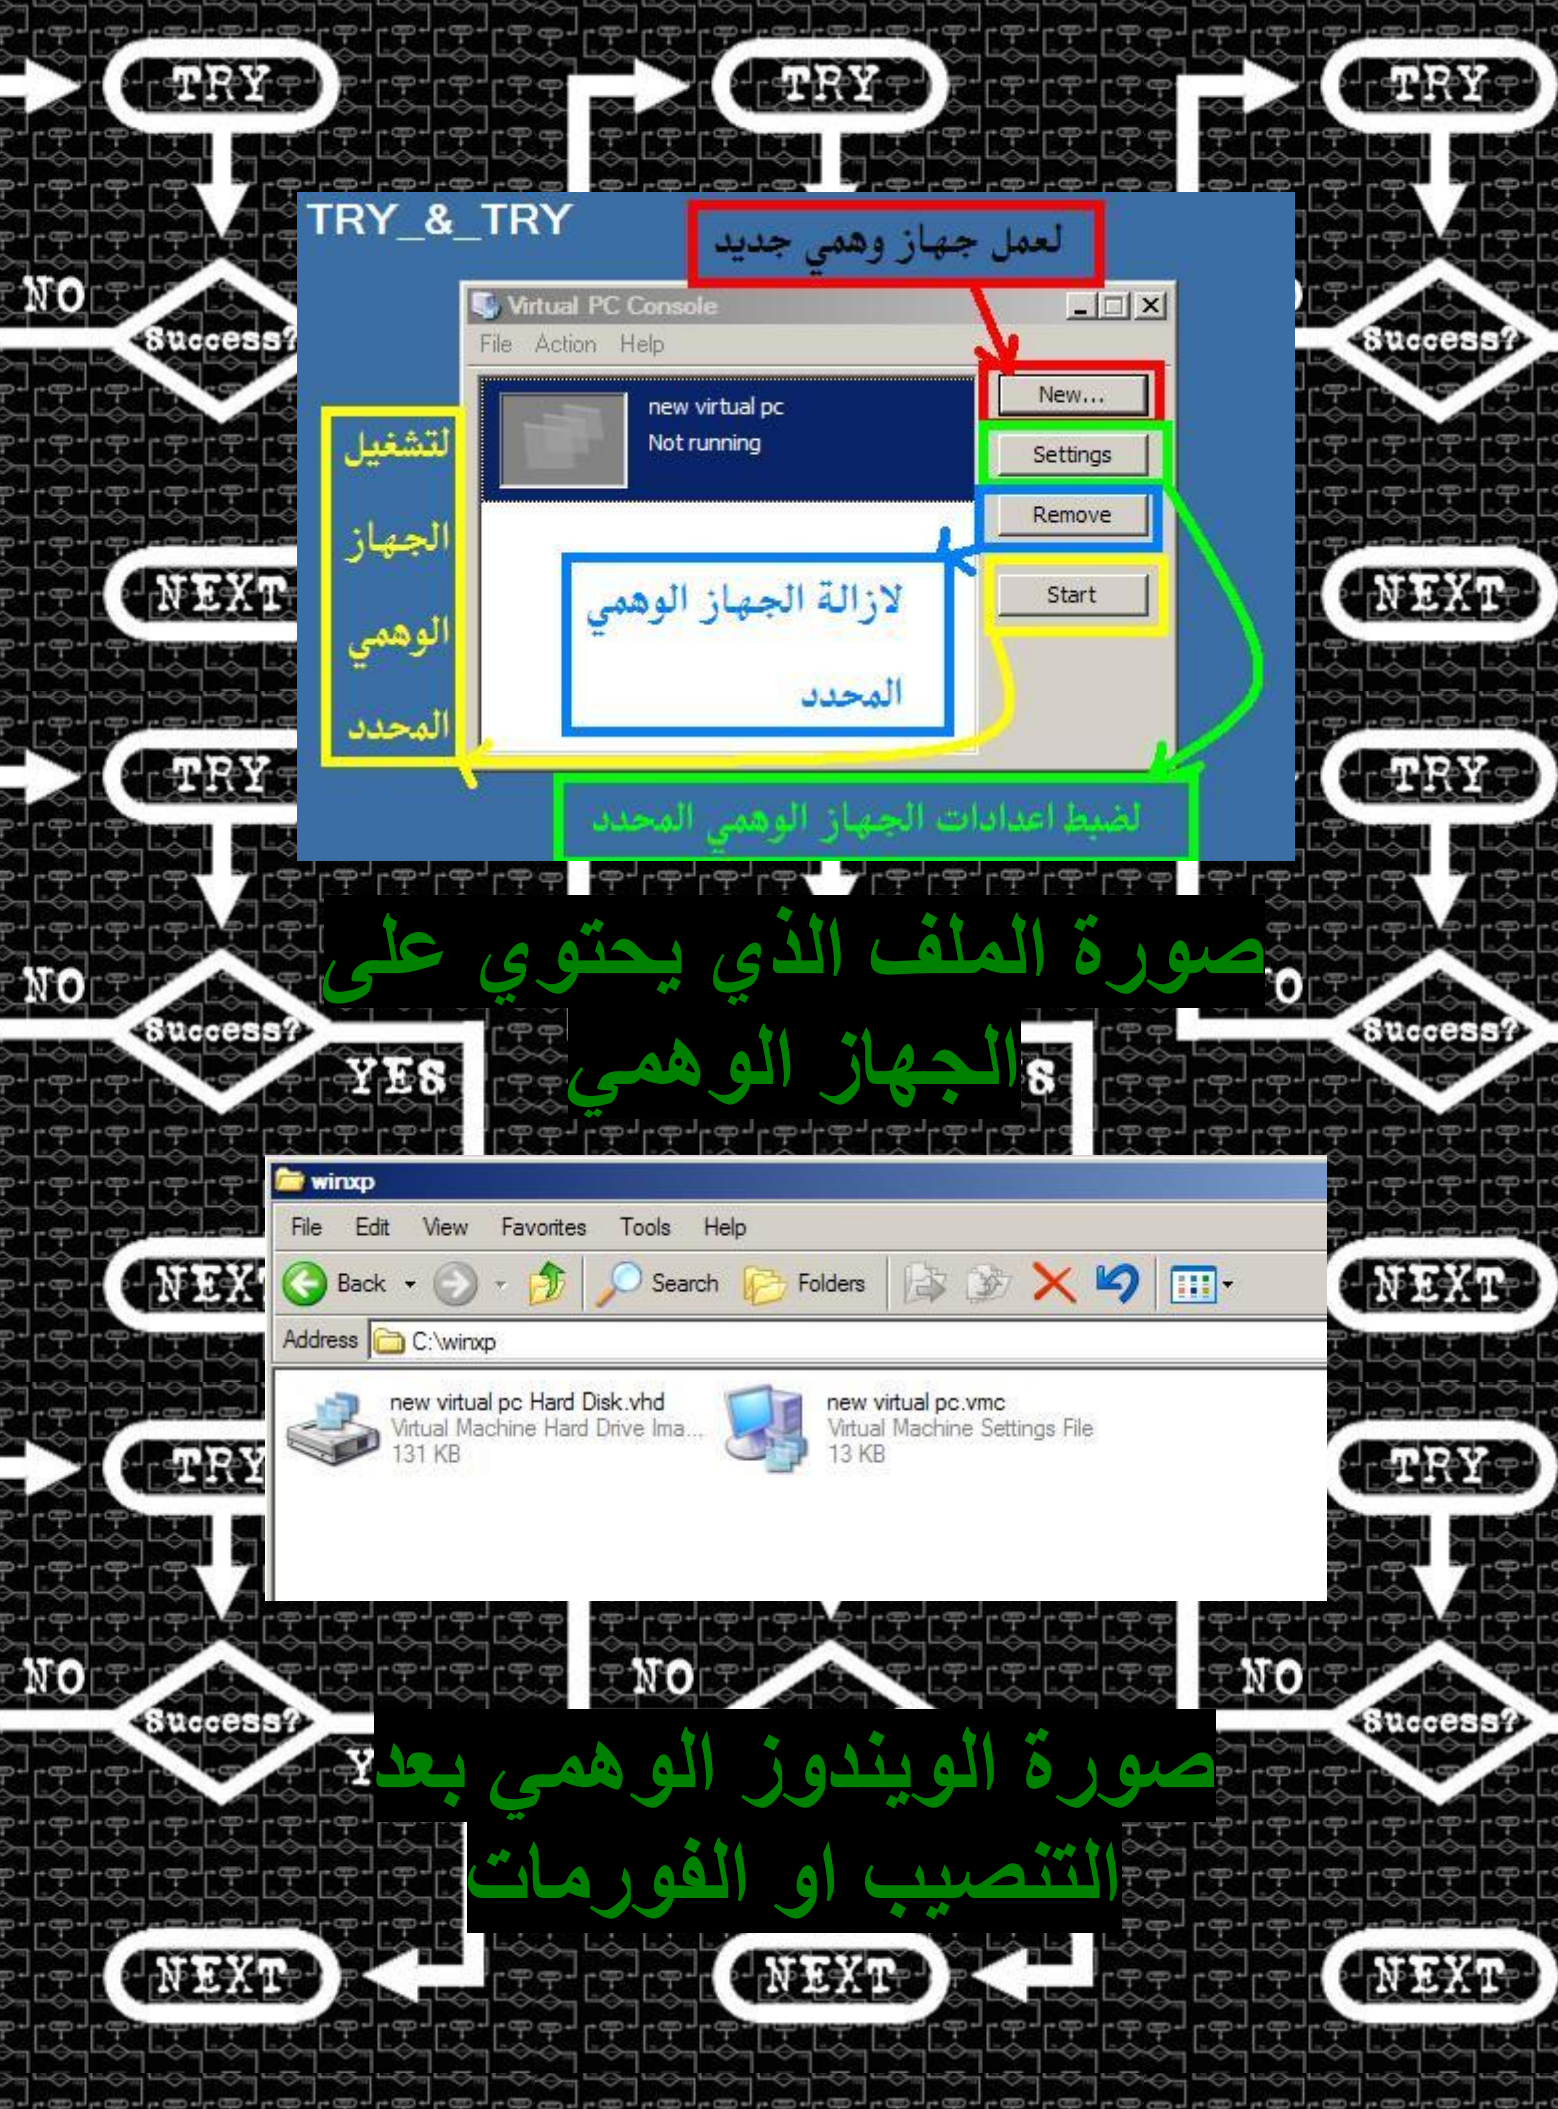 TRY
TRY
TRY
TRY_&_TRY
لعمل جهاز وهمي جديد
NO
Success?
Success?
Virtual PC Console
File Action Help
new virtual pc
Not running
New...
Settings
Remove
Start
لتشغيل
الجهاز
الوهمي
المحدد
لازالة الجهاز الوهمي
المحدد
NEXT
NEXT
TRY
TRY
لضبط اعدادات الجهاز الوهمي المحدد
صورة الملف الذي يحتوي على
الجهاز الوهمي
NO
Success?
Success?
YES
winxp
File Edit View Favorites Tools Help
Back Search Folders
Address C:\winxp
new virtual pc Hard Disk.vhd
Virtual Machine Hard Drive Ima...
131 KB
new virtual pc.vmc
Virtual Machine Settings File
13 KB
NEXT
TRY
TRY
NO
NO
NO
Success?
Success?
صورة الويندوز الوهمي بعد
التنصيب او الفورمات
NEXT
NEXT
NEXT